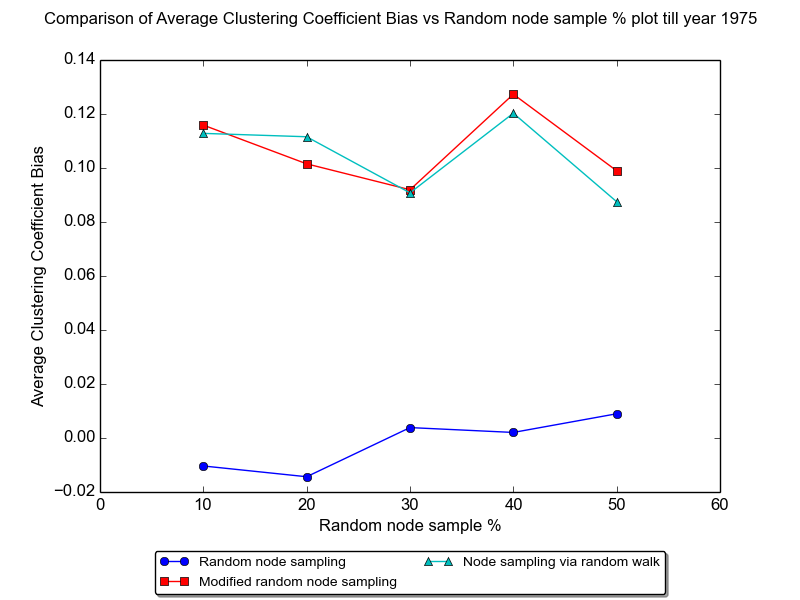 Comparison of Average Clustering Coefficient Bias vs Random node sample % plot till year 1975
Average Clustering Coefficient Bias
0.14
0.12
0.10
0.08
0.06
0.04
0.02
0.00
−0.02
0 10 20 30 40 50 60
Random node sample %
Random node sampling
Modified random node sampling
Node sampling via random walk